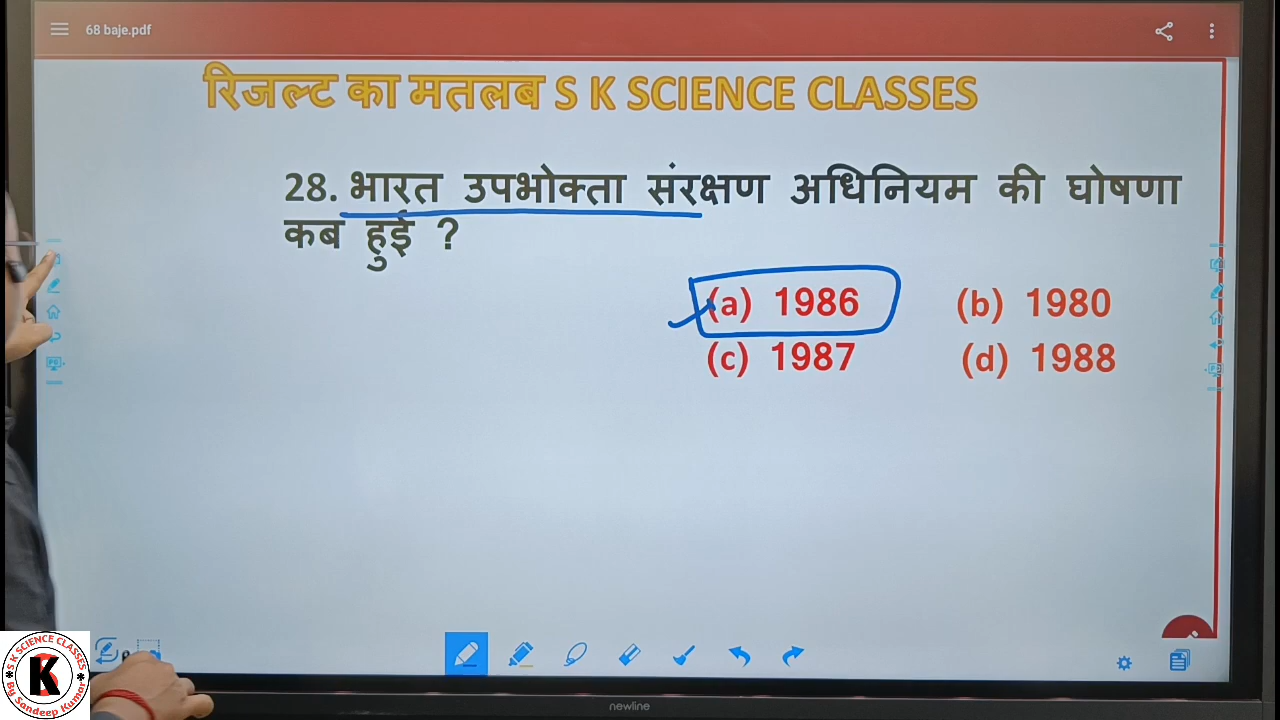 68 baje.pdf
रिजल्ट का मतलब S K SCIENCE CLASSES
28. भारत उपभोक्ता संरक्षण अधिनियम की घोषणा
कब हुई ?
(a) 1986 (b) 1980
(c) 1987 (d) 1988
S K SCIENCE CLASSES
K
By Sandeep Kumar
newline